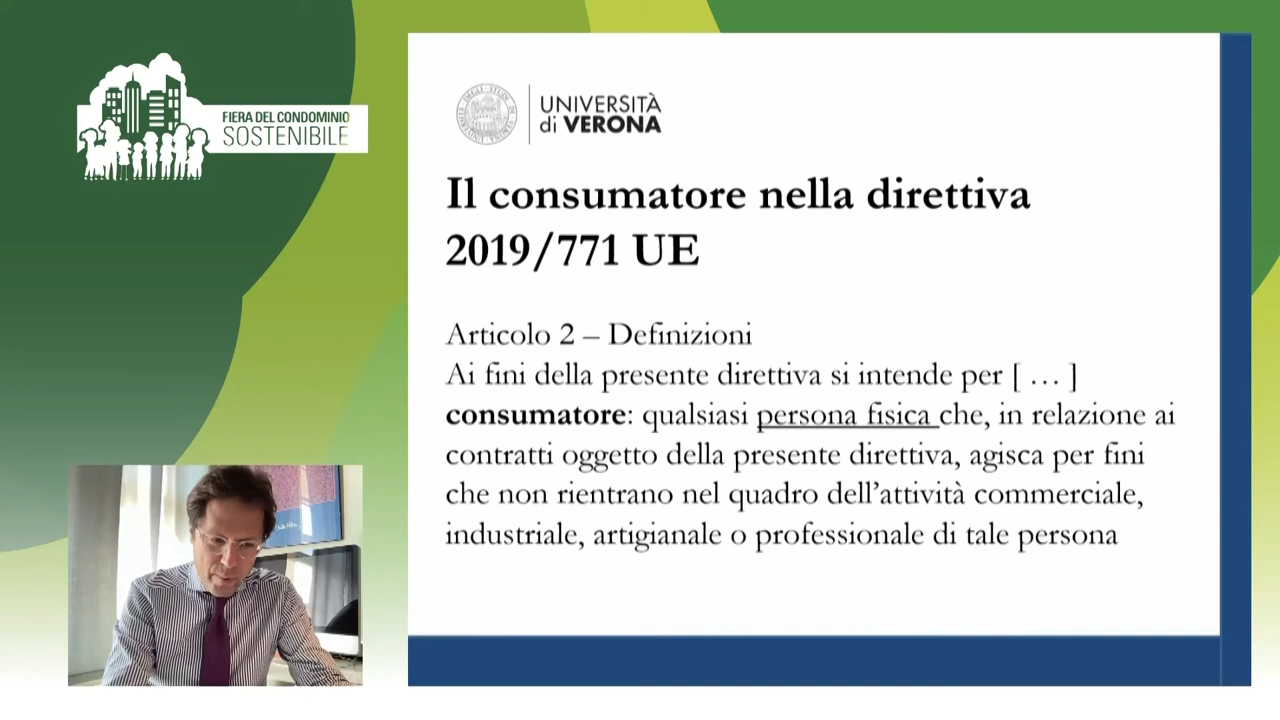 FIERA DEL CONDOMINIO
SOSTENIBILE
UNIVERSITÀ
di VERONA
Il consumatore nella direttiva
2019/771 UE
Articolo 2 – Definizioni
Ai fini della presente direttiva si intende per [ … ]
consumatore: qualsiasi persona fisica che, in relazione ai
contratti oggetto della presente direttiva, agisca per fini
che non rientrano nel quadro dell’attività commerciale,
industriale, artigianale o professionale di tale persona